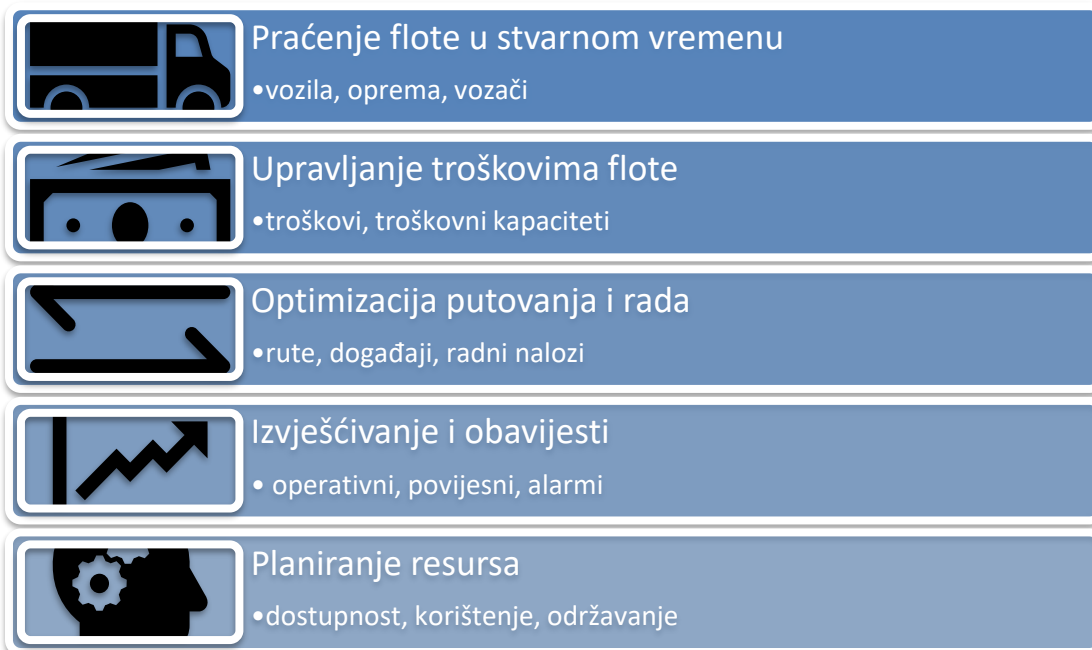 Praćenje flote u stvarnom vremenu
•vozila, oprema, vozači
Upravljanje troškovima flote
•troškovi, troškovni kapaciteti
Optimizacija putovanja i rada
•rute, događaji, radni nalozi
Izvješćivanje i obavijesti
• operativni, povijesni, alarmi
Planiranje resursa
•dostupnost, korištenje, održavanje